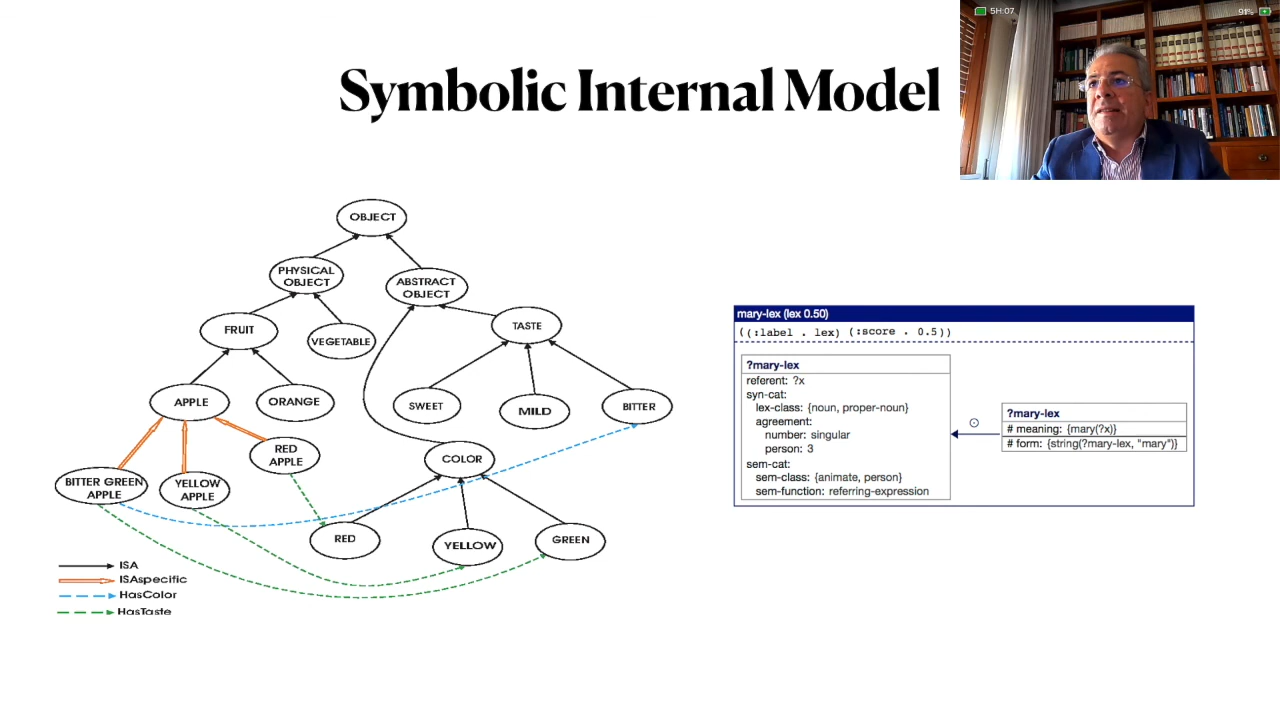 5H:07
91%
Symbolic Internal Model
OBJECT
PHYSICAL
OBJECT
ABSTRACT
OBJECT
FRUIT
VEGETABLE
TASTE
APPLE
ORANGE
SWEET
MILD
BITTER
RED
APPLE
COLOR
BITTER GREEN
APPLE
YELLOW
APPLE
RED
YELLOW
GREEN
ISA
ISAspecific
HasColor
HasTaste
mary-lex (lex 0.50)
((:label . lex) (:score . 0.5))
?mary-lex
referent: ?x
syn-cat:
lex-class: {noun, proper-noun}
agreement:
number: singular
person: 3
sem-cat:
sem-class: {animate, person}
sem-function: referring-expression
?mary-lex
# meaning: {mary(?x)}
# form: {string(?mary-lex, "mary")}